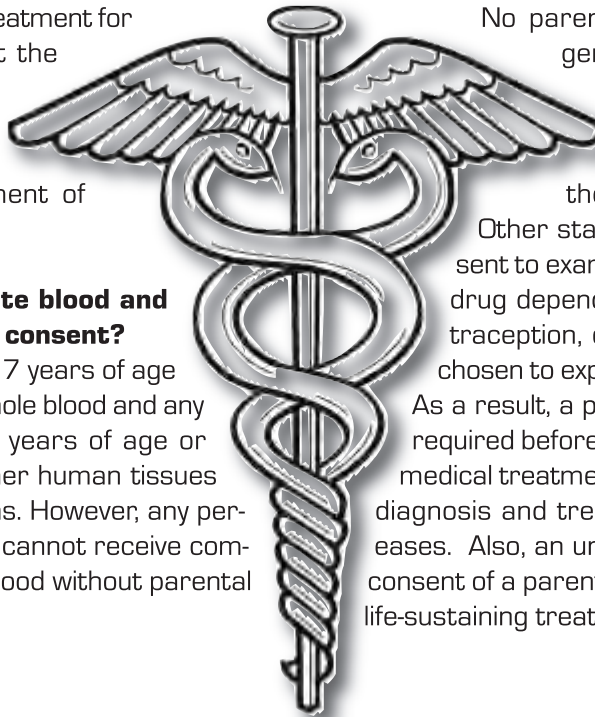 eatment for
t the
ment of
te blood and
consent?
7 years of age
ole blood and any
years of age or
er human tissues
s. However, any per-
cannot receive com-
ood without parental
No paren
ger
the
Other sta
sent to exar
drug depend
traception,
chosen to exp
As a result, a p
required before
medical treatme
diagnosis and tre
eases. Also, an un
consent of a parent
life-sustaining treat